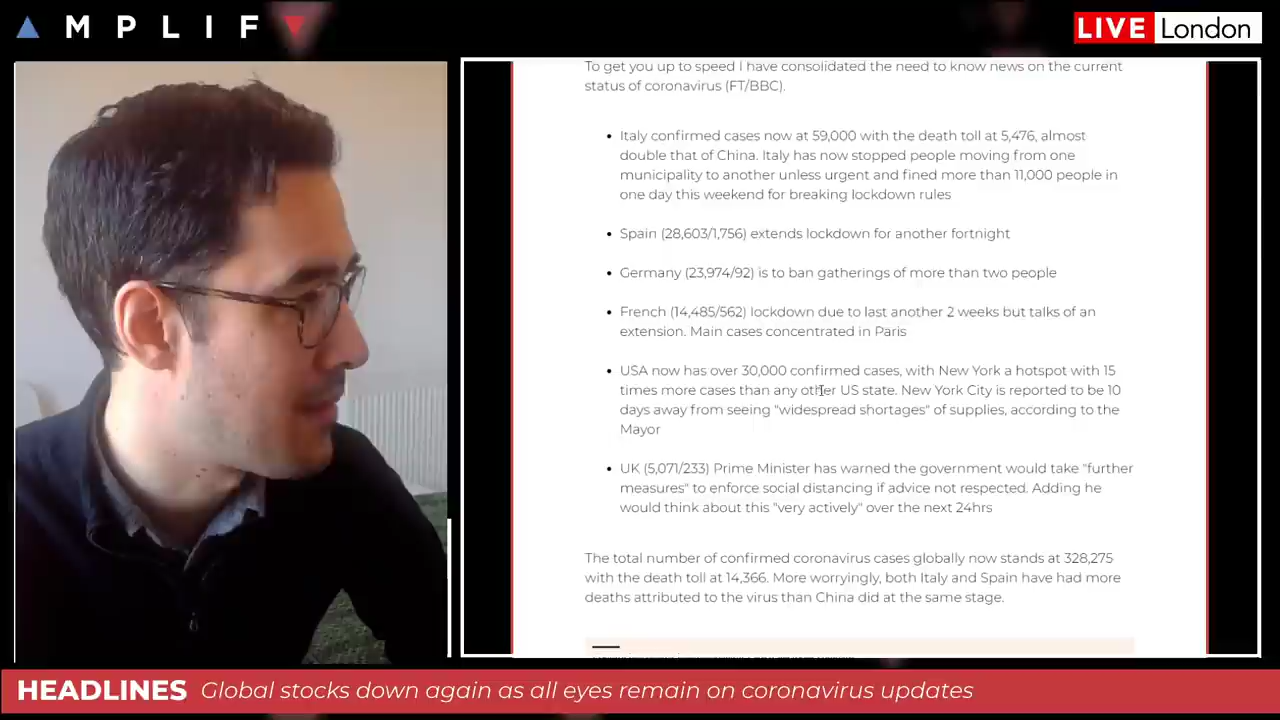 AMPLIFY
LIVE London
To get you up to speed I have consolidated the need to know news on the current
status of coronavirus (FT/BBC).
Italy confirmed cases now at 59,000 with the death toll at 5,476, almost
double that of China. Italy has now stopped people moving from one
municipality to another unless urgent and fined more than 11,000 people in
one day this weekend for breaking lockdown rules
Spain (28,603/1,756) extends lockdown for another fortnight
Germany (23,974/92) is to ban gatherings of more than two people
French (14,485/562) lockdown due to last another 2 weeks but talks of an
extension. Main cases concentrated in Paris
USA now has over 30,000 confirmed cases, with New York a hotspot with 15
times more cases than any other US state. New York City is reported to be 10
days away from seeing "widespread shortages" of supplies, according to the
Mayor
UK (5,071/233) Prime Minister has warned the government would take "further
measures" to enforce social distancing if advice not respected. Adding he
would think about this "very actively" over the next 24hrs
The total number of confirmed coronavirus cases globally now stands at 328,275
with the death toll at 14,366. More worryingly, both Italy and Spain have had more
deaths attributed to the virus than China did at the same stage.
HEADLINES Global stocks down again as all eyes remain on coronavirus updates